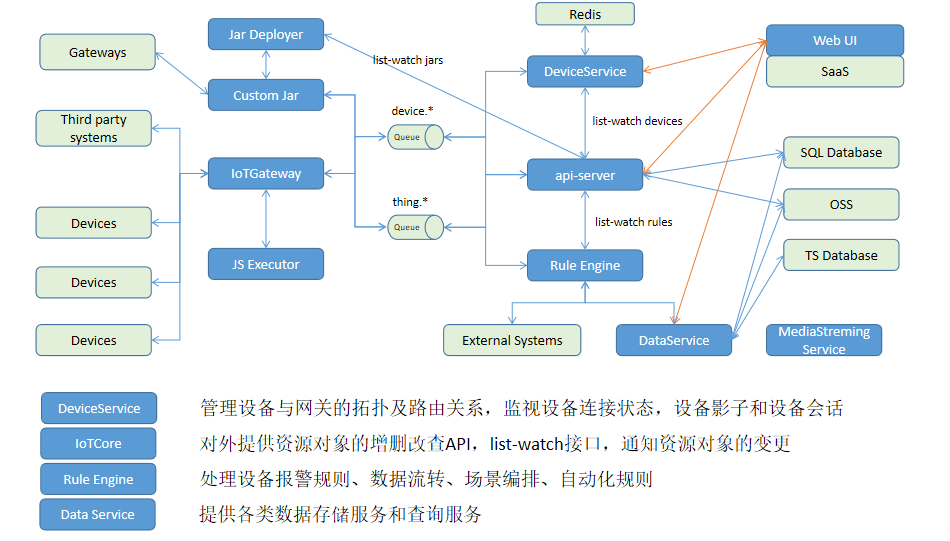 Redis
Jar Deployer
Web UI
Gateways
list-watch jars
DeviceService
SaaS
Custom Jar
device.*
Third party
systems
Queue
list-watch devices
SQL Database
IoTGateway
api-server
thing.*
OSS
Devices
Queue
list-watch rules
TS Database
JS Executor
Rule Engine
Devices
Devices
External Systems
DataService
MediaStreming
Service
DeviceService 管理设备与网关的拓扑及路由关系，监视设备连接状态，设备影子和设备会话
IoTCore 对外提供资源对象的增删改查API，list-watch接口，通知资源对象的变更
Rule Engine 处理设备报警规则、数据流转、场景编排、自动化规则
Data Service 提供各类数据存储服务和查询服务